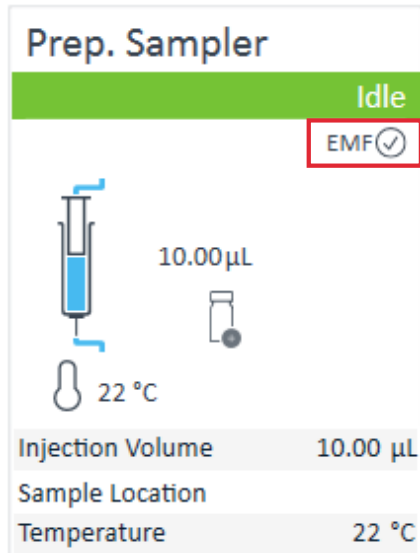 Prep. Sampler
Idle
EMF
10.00 µL
22 °C
Injection Volume 10.00 µL
Sample Location
Temperature 22 °C